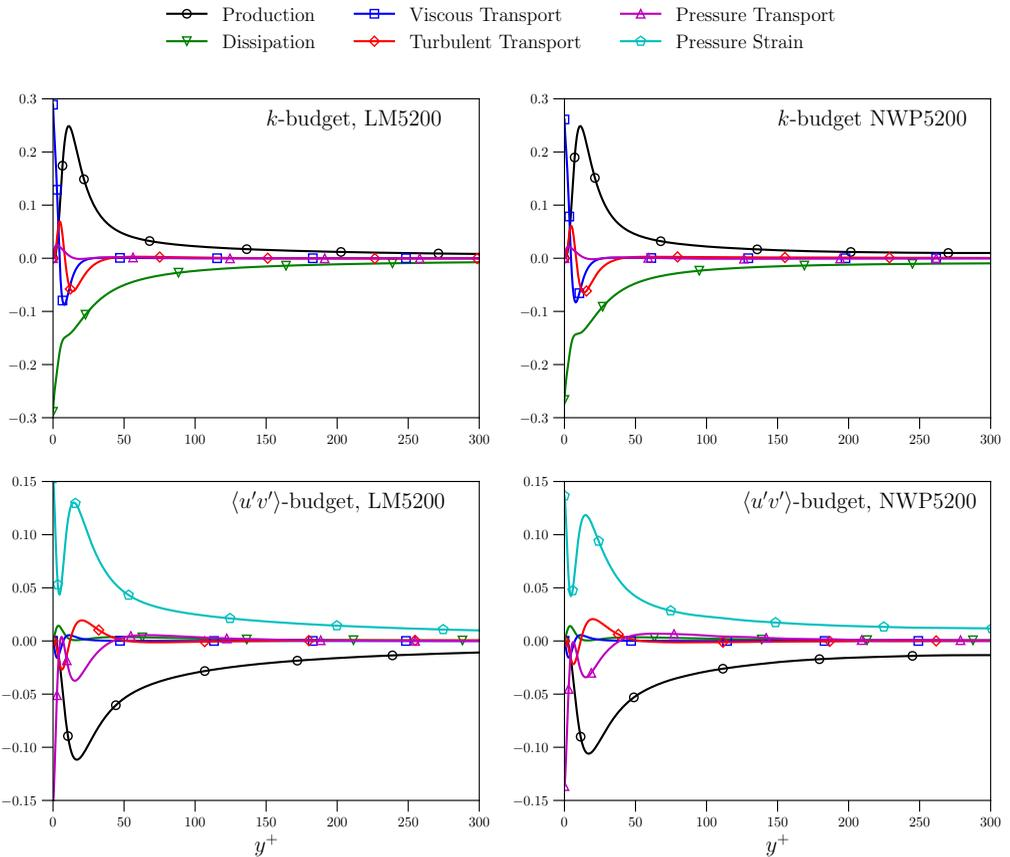 Production Viscous Transport Pressure Transport
Dissipation Turbulent Transport Pressure Strain
k-budget, LM5200
0.3
0.2
0.1
0.0
−0.1
−0.2
−0.3
0 50 100 150 200 250 300
k-budget NWP5200
0.3
0.2
0.1
0.0
−0.1
−0.2
−0.3
0 50 100 150 200 250 300
⟨u′v′⟩-budget, LM5200
0.15
0.10
0.05
0.00
−0.05
−0.10
−0.15
0 50 100 150 200 250 300
y⁺
⟨u′v′⟩-budget, NWP5200
0.15
0.10
0.05
0.00
−0.05
−0.10
−0.15
0 50 100 150 200 250 300
y⁺